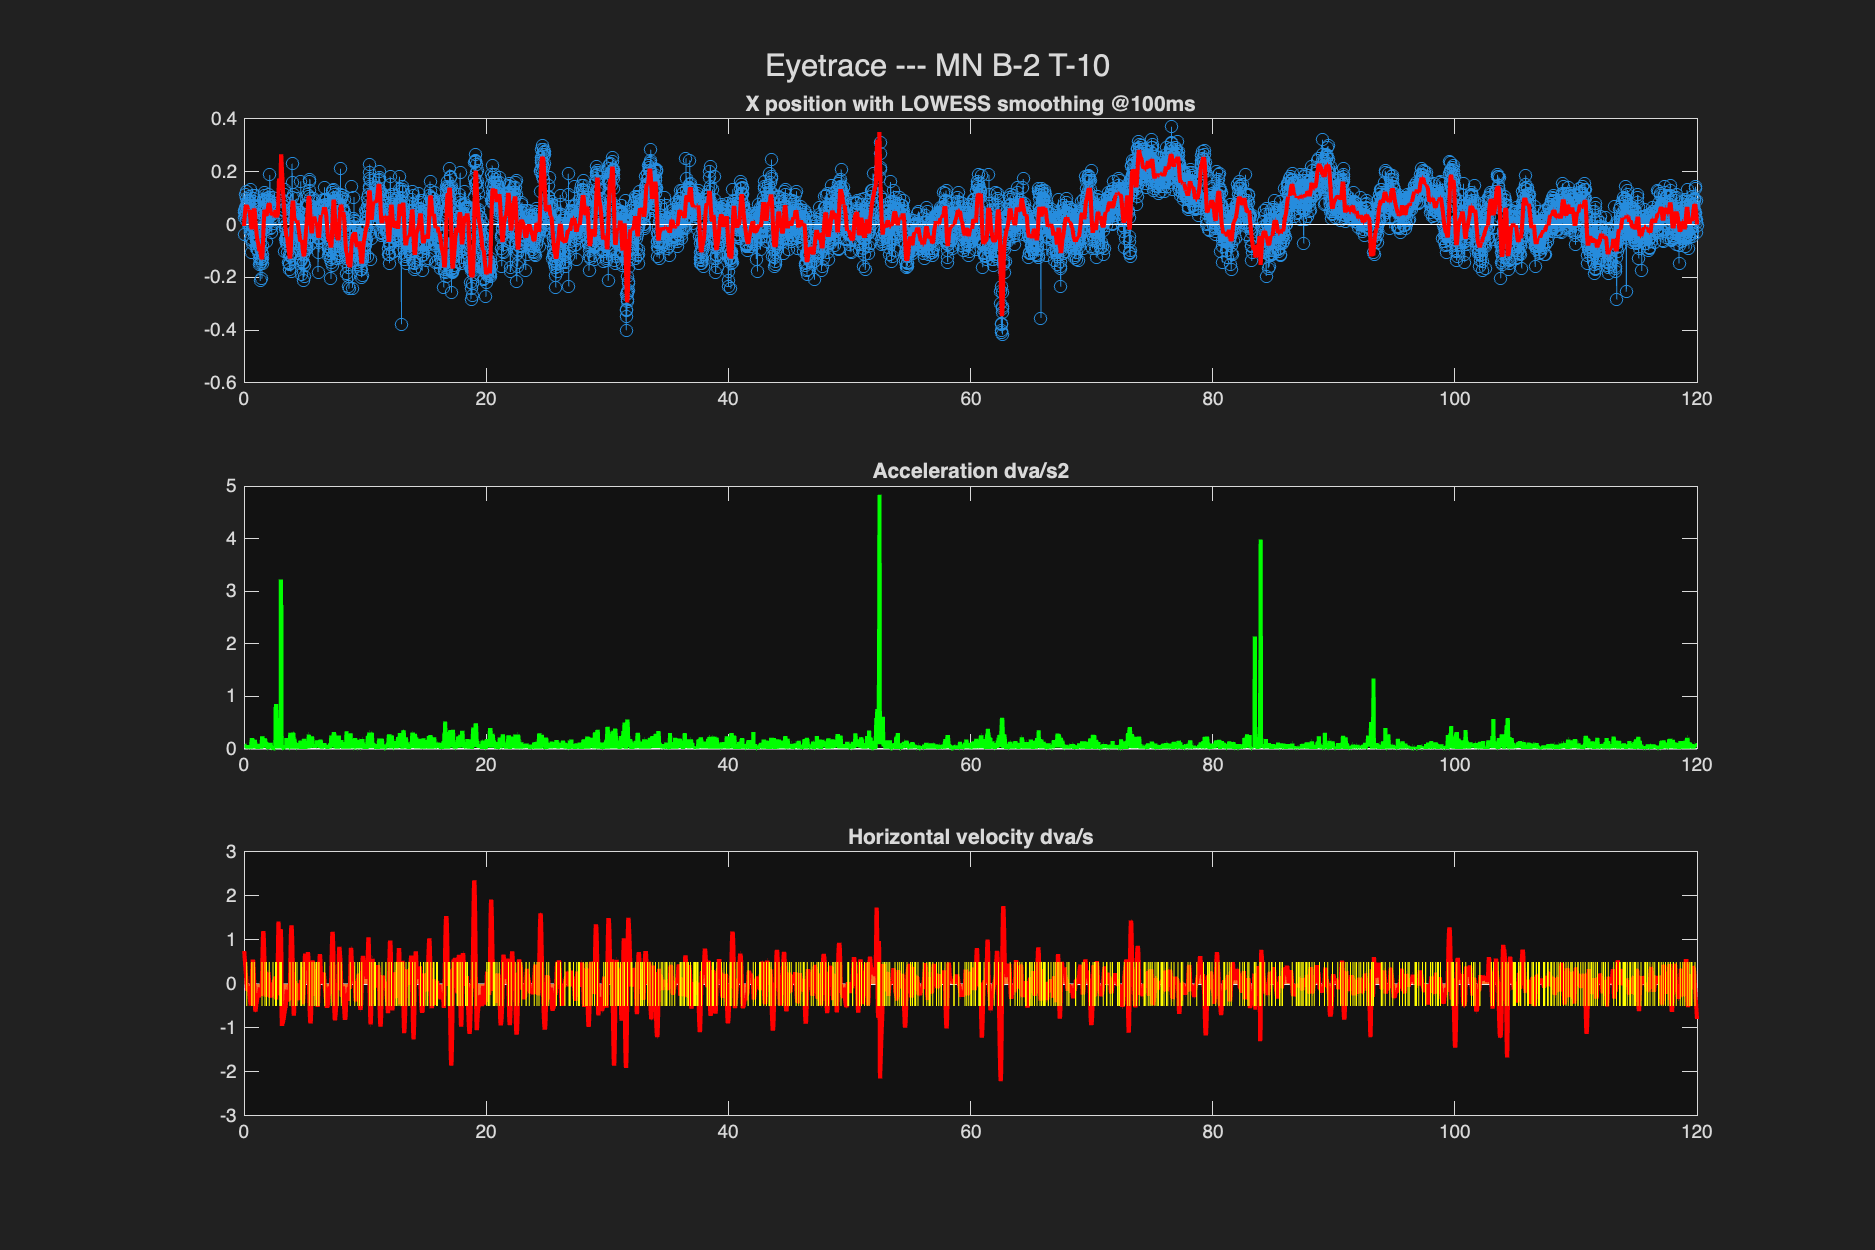 Eyetrace --- MN B-2 T-10
X position with LOWESS smoothing @100ms
0.4
0.2
0
-0.2
-0.4
-0.6
0 20 40 60 80 100 120
Acceleration dva/s2
5
4
3
2
1
0
0 20 40 60 80 100 120
Horizontal velocity dva/s
3
2
1
0
-1
-2
-3
0 20 40 60 80 100 120